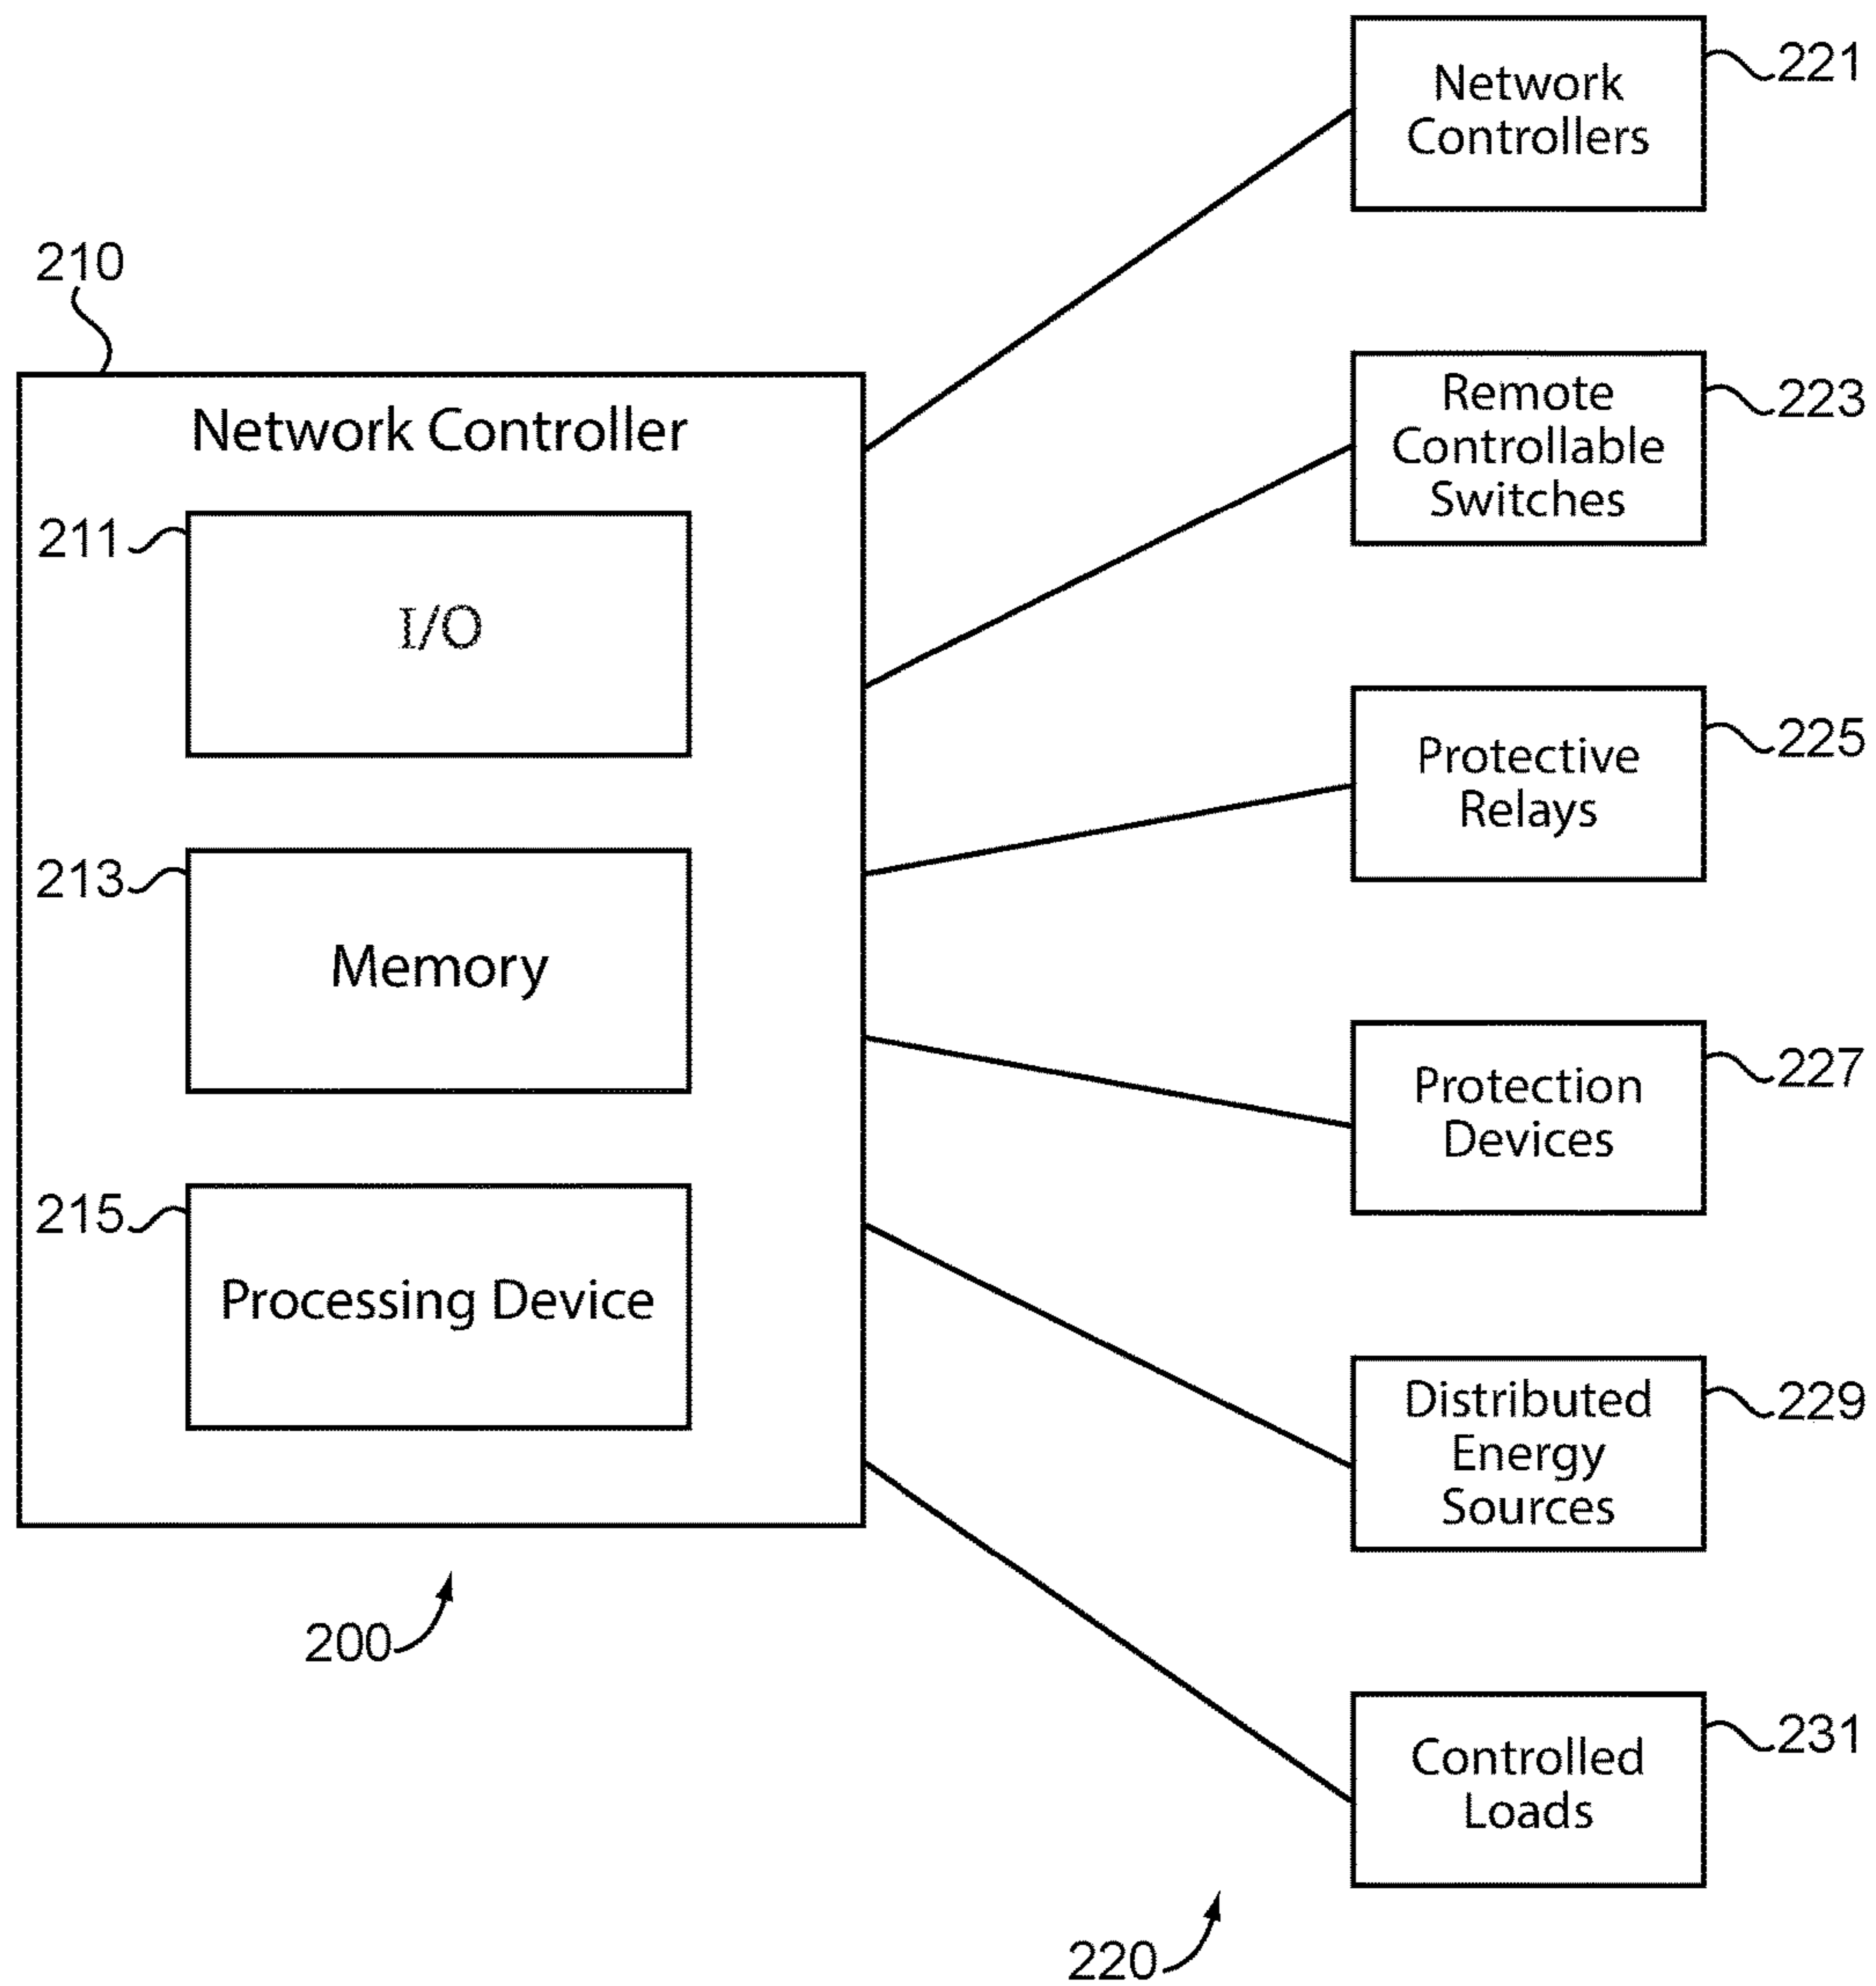 210
Network Controller
211
I/O
213
Memory
215
Processing Device
200
Network
Controllers
221
Remote
Controllable
Switches
223
Protective
Relays
225
Protection
Devices
227
Distributed
Energy
Sources
229
Controlled
Loads
231
220